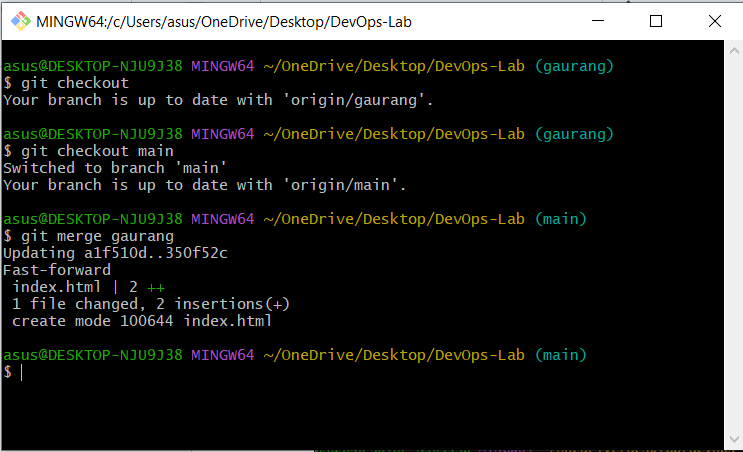 MINGW64:/c/Users/asus/OneDrive/Desktop/DevOps-Lab
asus@DESKTOP-NJU9J38 MINGW64 ~/OneDrive/Desktop/DevOps-Lab (gaurang)
$ git checkout
Your branch is up to date with 'origin/gaurang'.
asus@DESKTOP-NJU9J38 MINGW64 ~/OneDrive/Desktop/DevOps-Lab (gaurang)
$ git checkout main
Switched to branch 'main'
Your branch is up to date with 'origin/main'.
asus@DESKTOP-NJU9J38 MINGW64 ~/OneDrive/Desktop/DevOps-Lab (main)
$ git merge gaurang
Updating a1f510d..350f52c
Fast-forward
 index.html | 2 ++
 1 file changed, 2 insertions(+)
 create mode 100644 index.html
asus@DESKTOP-NJU9J38 MINGW64 ~/OneDrive/Desktop/DevOps-Lab (main)
$